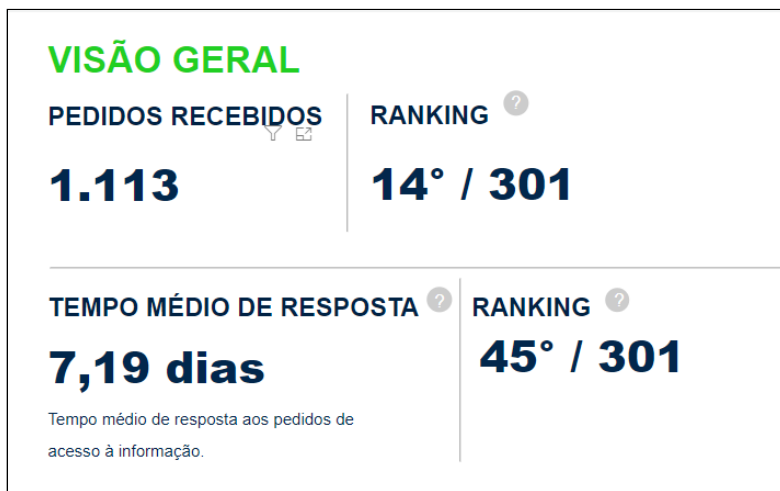 VISÃO GERAL
PEDIDOS RECEBIDOS
1.113
RANKING ?
14° / 301
TEMPO MÉDIO DE RESPOSTA ?
7,19 dias
Tempo médio de resposta aos pedidos de
acesso à informação.
RANKING ?
45° / 301